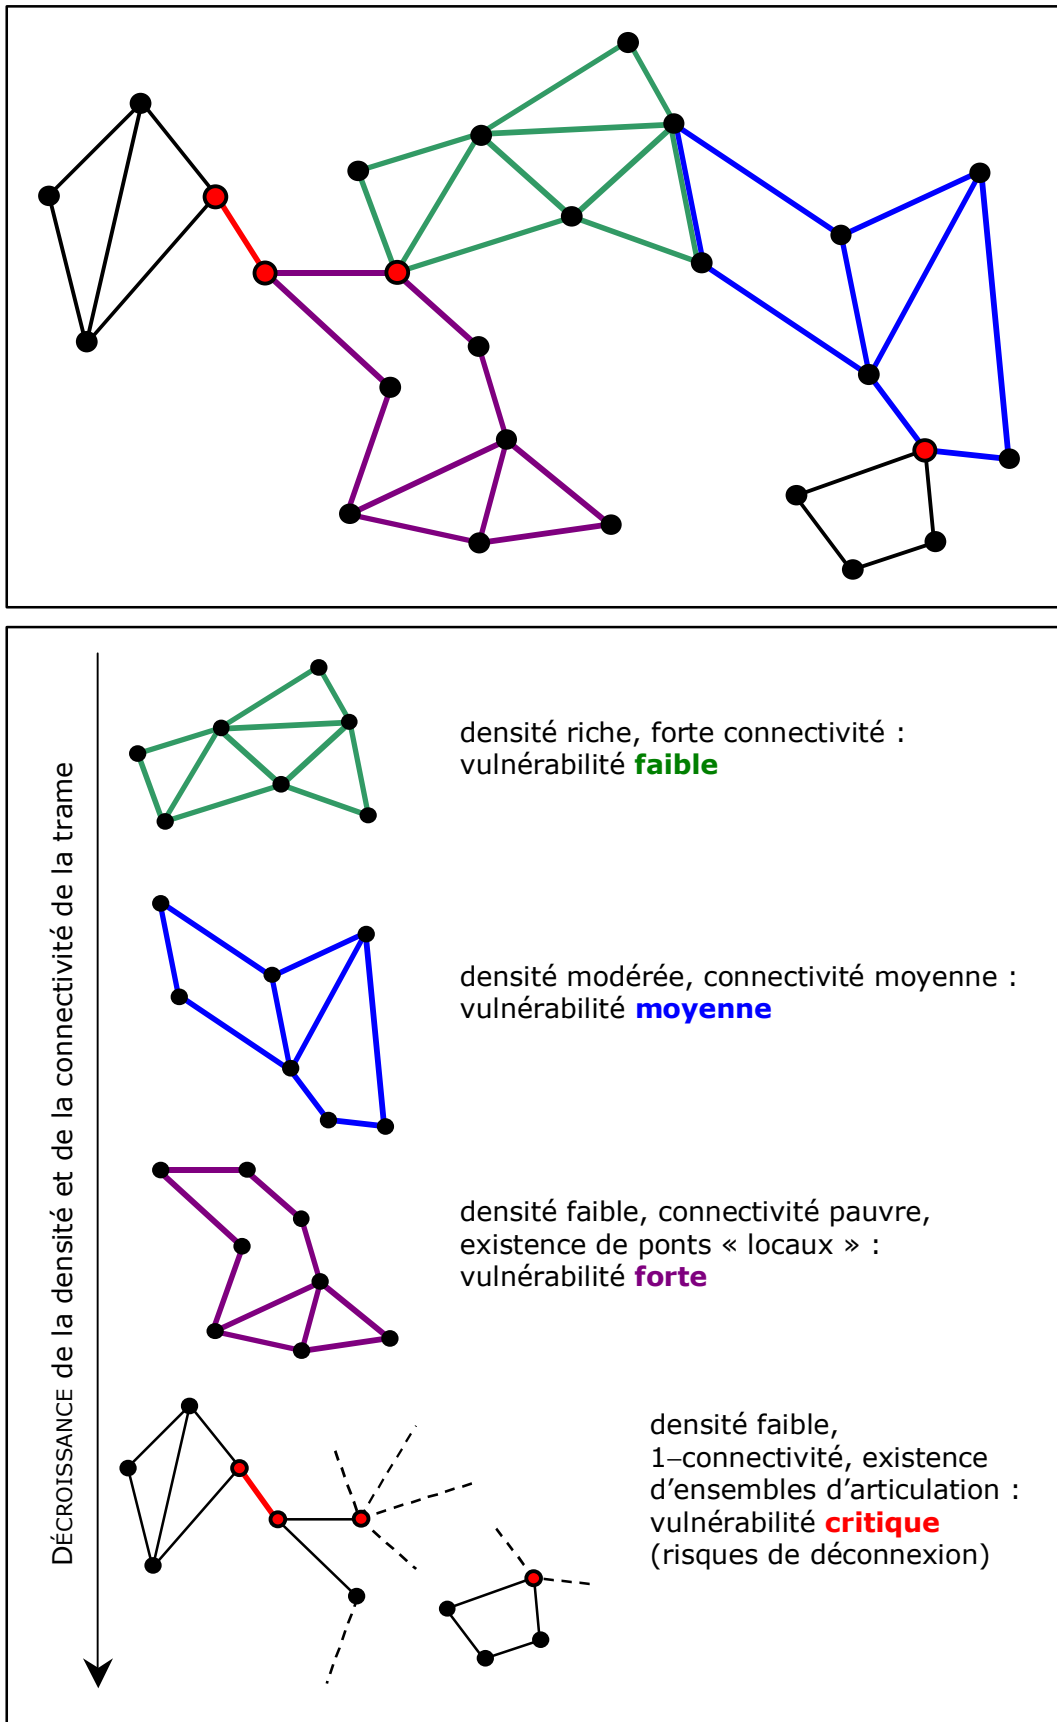 DÉCROISSANCE de la densité et de la connectivité de la trame
densité riche, forte connectivité :
vulnérabilité faible
densité modérée, connectivité moyenne :
vulnérabilité moyenne
densité faible, connectivité pauvre,
existence de ponts « locaux » :
vulnérabilité forte
densité faible,
1−connectivité, existence
d’ensembles d’articulation :
vulnérabilité critique
(risques de déconnexion)